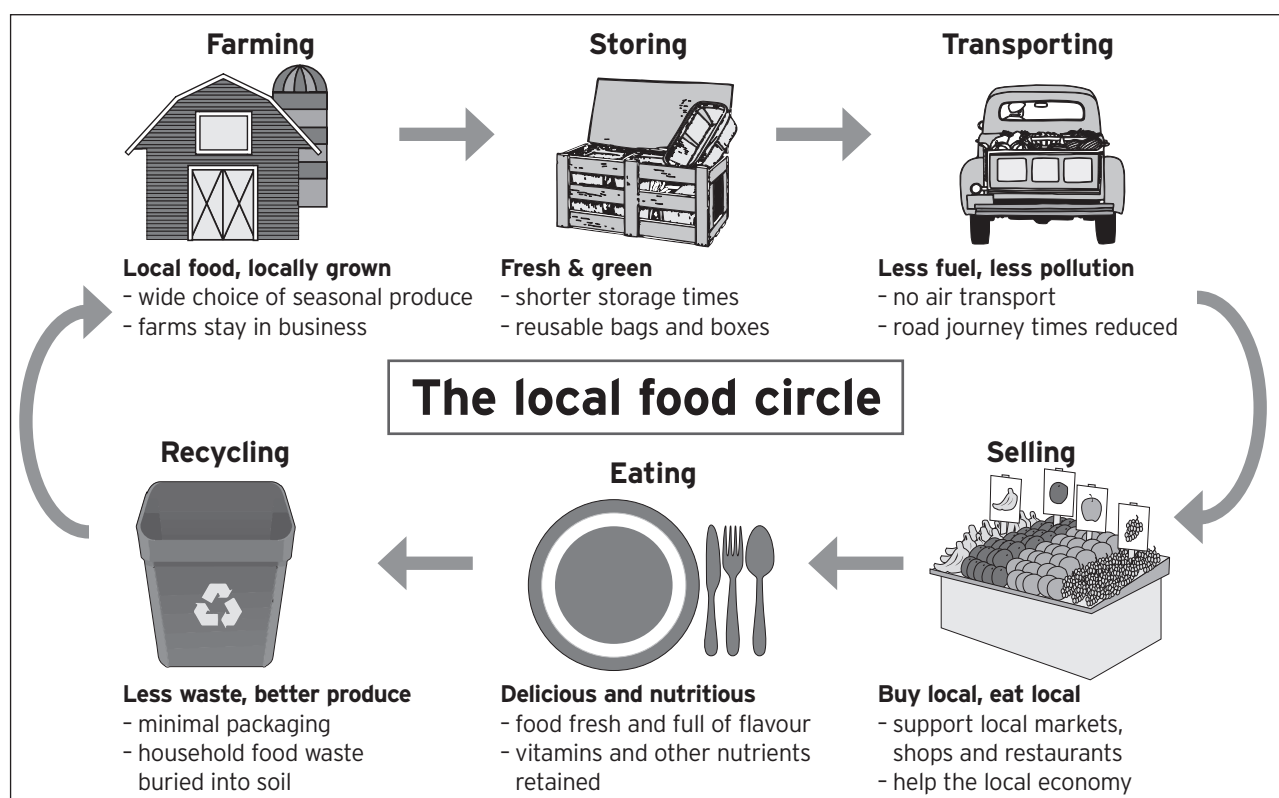 Farming
Storing
Transporting
Local food, locally grown
– wide choice of seasonal produce
– farms stay in business
Fresh & green
– shorter storage times
– reusable bags and boxes
Less fuel, less pollution
– no air transport
– road journey times reduced
The local food circle
Recycling
Eating
Selling
Less waste, better produce
– minimal packaging
– household food waste
buried into soil
Delicious and nutritious
– food fresh and full of flavour
– vitamins and other nutrients
retained
Buy local, eat local
– support local markets,
shops and restaurants
– help the local economy